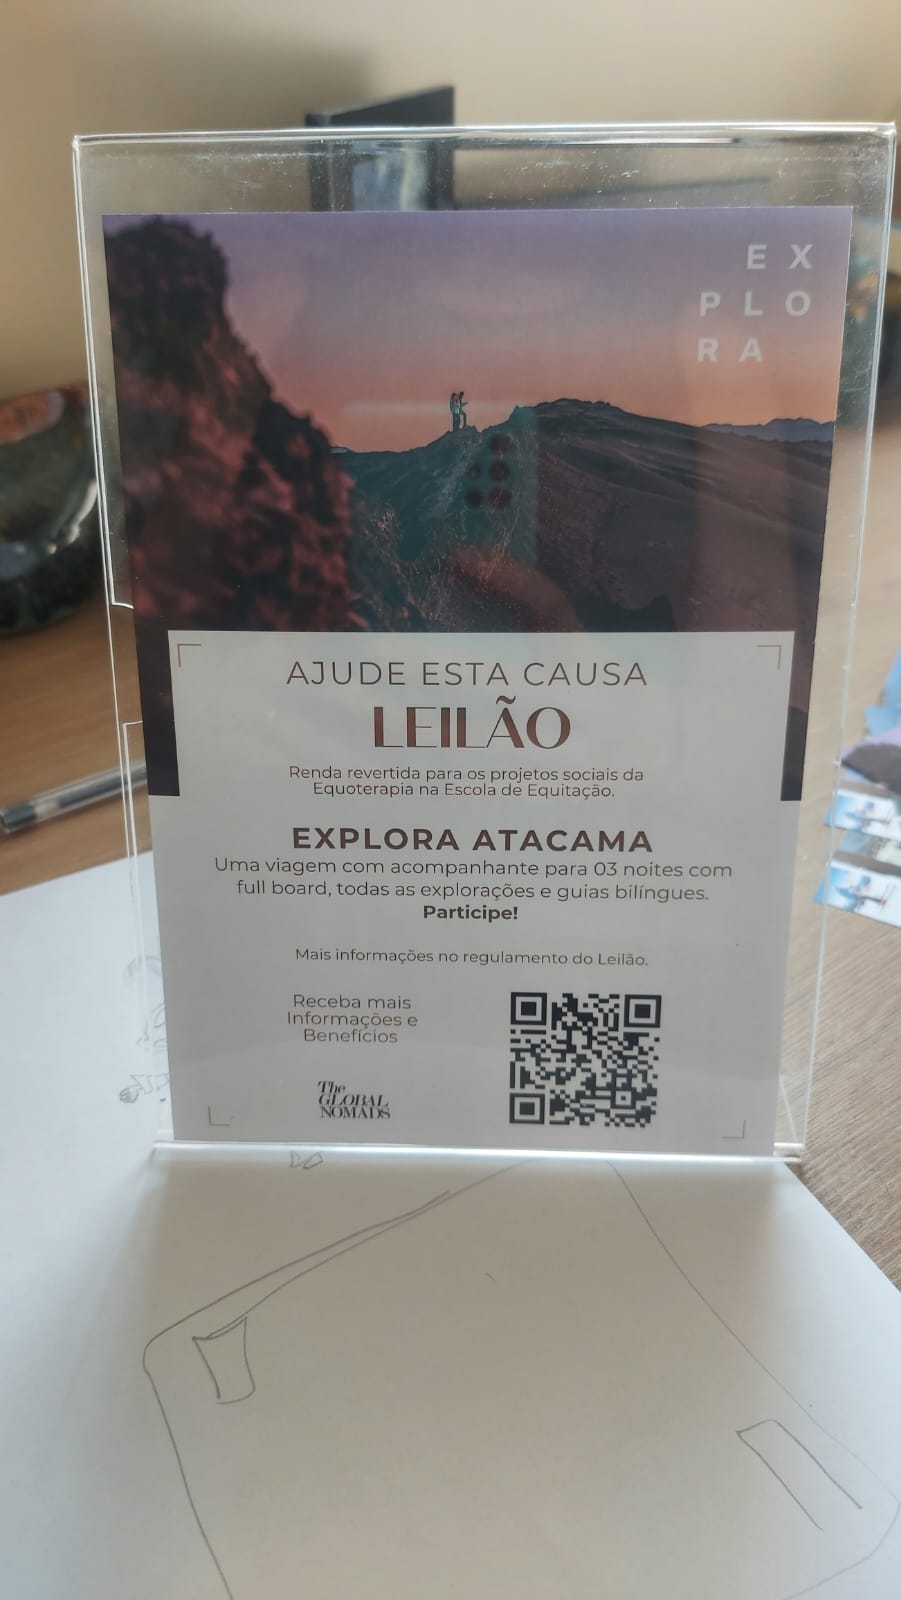 EX
PLO
RA
AJUDE ESTA CAUSA
LEILÃO
Renda revertida para os projetos sociais da
Equoterapia na Escola de Equitação.
EXPLORA ATACAMA
Uma viagem com acompanhante para 03 noites com
full board, todas as explorações e guias bilíngues.
Participe!
Mais informações no regulamento do Leilão.
Receba mais
Informações e
Benefícios
The
GLOBAL
NOMADS